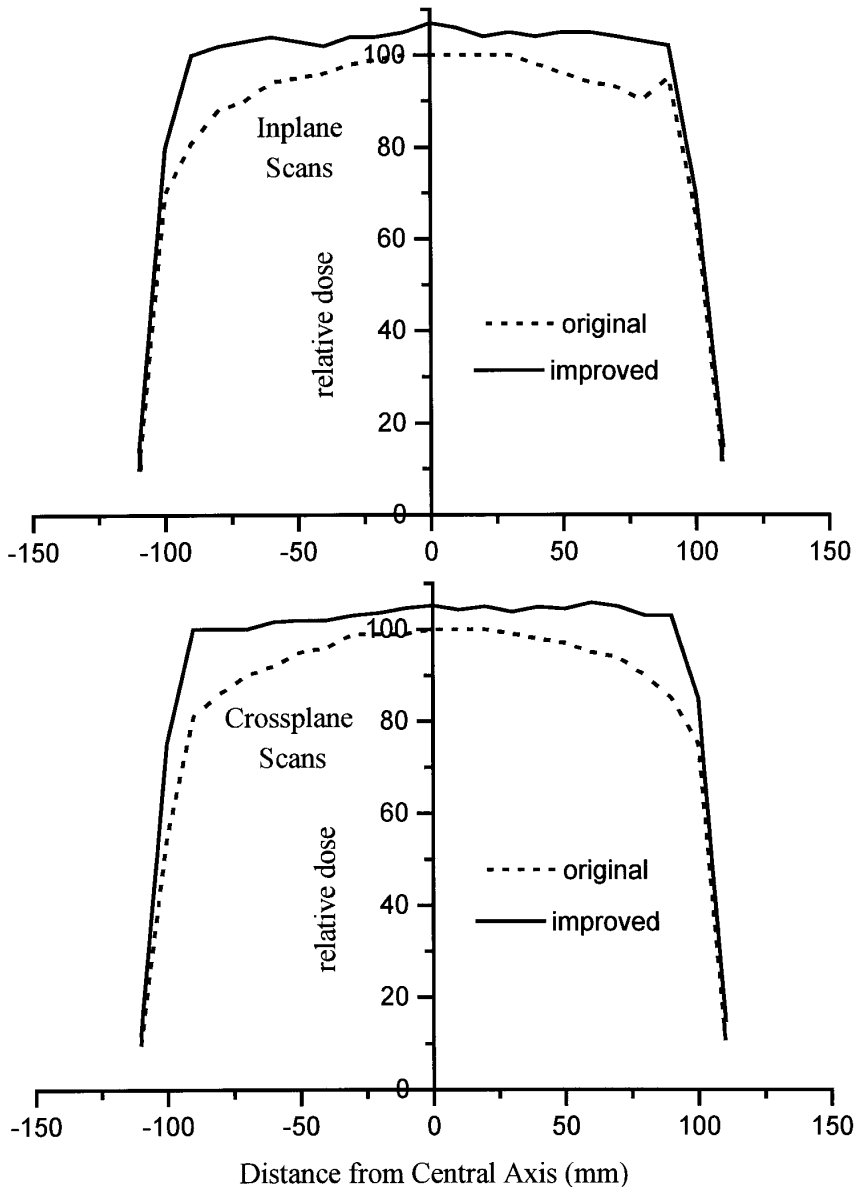 100
80
60
40
20
0
Inplane
Scans
relative dose
original
improved
-150 -100 -50 0 50 100 150
100
80
60
40
20
0
Crossplane
Scans
relative dose
original
improved
-150 -100 -50 0 50 100 150
Distance from Central Axis (mm)